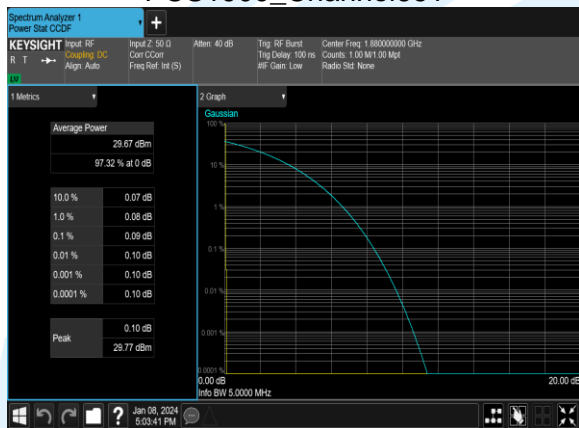 Spectrum Analyzer 1
Power Stat CCDF
KEYSIGHT
R T
LXI
Input: RF
Coupling: DC
Align: Auto
Input Z: 50 Ω
Corr CCorr
Freq Ref: Int (S)
Atten: 40 dB
Trig: RF Burst
Trig Delay: 100 ns
#IF Gain: Low
Center Freq: 1.880000000 GHz
Counts: 1.00 M/1.00 Mpt
Radio Std: None
1 Metrics
Average Power
29.67 dBm
97.32 % at 0 dB
10.0 % 0.07 dB
1.0 % 0.08 dB
0.1 % 0.09 dB
0.01 % 0.10 dB
0.001 % 0.10 dB
0.0001 % 0.10 dB
Peak
0.10 dB
29.77 dBm
2 Graph
Gaussian
100 %
10 %
1 %
0.1 %
0.01 %
0.001 %
0.0001 %
0.00 dB 20.00 dB
Info BW 5.0000 MHz
Jan 08, 2024
5:03:41 PM